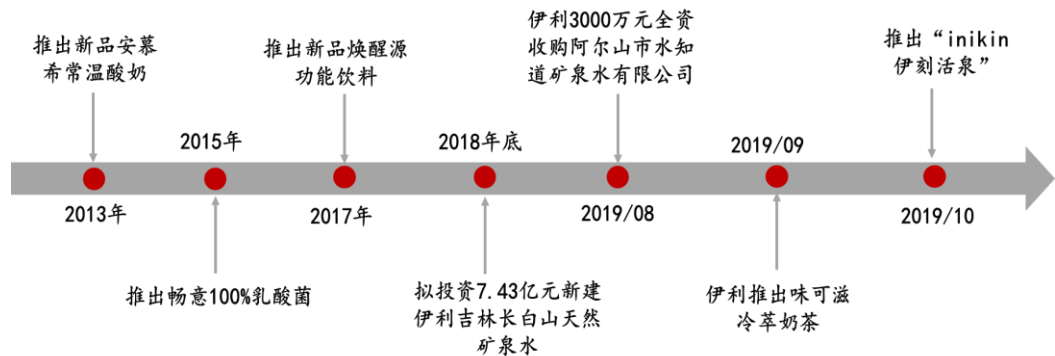 推出新品安慕
希常温酸奶
2013年
2015年
推出畅意100%乳酸菌
推出新品焕醒源
功能饮料
2017年
2018年底
拟投资7.43亿元新建
伊利吉林长白山天然
矿泉水
伊利3000万元全资
收购阿尔山市水知
道矿泉水有限公司
2019/08
2019/09
伊利推出味可滋
冷萃奶茶
推出“inikin
伊刻活泉”
2019/10